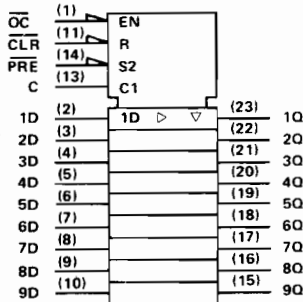 OC (1) EN
CLR (11) R
PRE (14) S2
C (13) C1
1D (2) 1D ▷ ▽ (23) 1Q
2D (3) (22) 2Q
3D (4) (21) 3Q
4D (5) (20) 4Q
5D (6) (19) 5Q
6D (7) (18) 6Q
7D (8) (17) 7Q
8D (9) (16) 8Q
9D (10) (15) 9Q